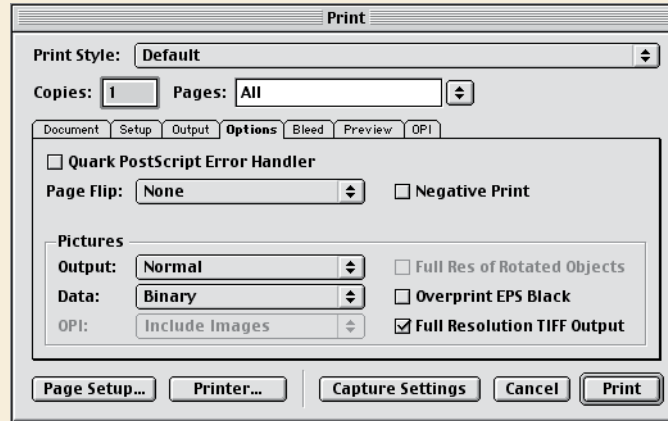 Print
Print Style: Default
Copies: 1 Pages: All
Document Setup Output Options Bleed Preview OPI
Quark PostScript Error Handler
Page Flip: None Negative Print
Pictures
Output: Normal Full Res of Rotated Objects
Data: Binary Overprint EPS Black
OPI: Include Images Full Resolution TIFF Output
Page Setup... Printer... Capture Settings Cancel Print